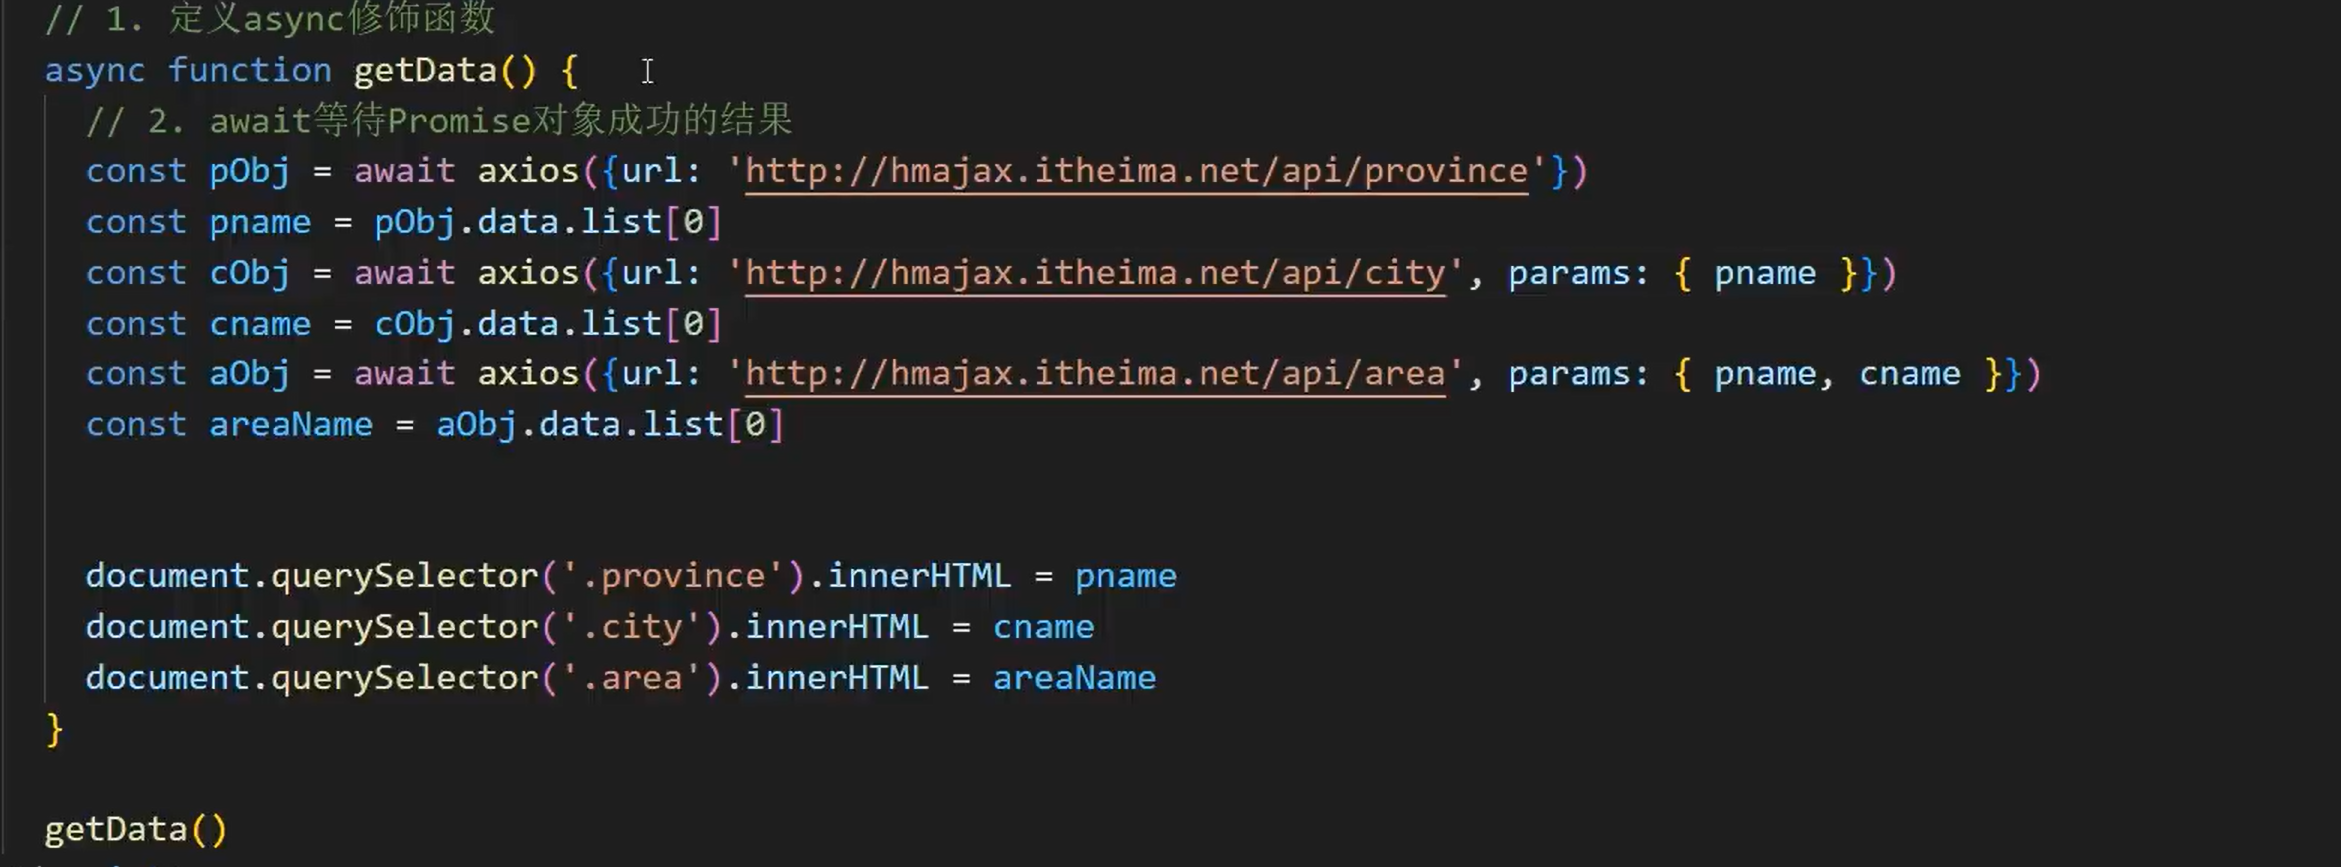 // 1. 定义async修饰函数
async function getData() {
// 2. await等待Promise对象成功的结果
const pObj = await axios({url: 'http://hmajax.itheima.net/api/province'})
const pname = pObj.data.list[0]
const cObj = await axios({url: 'http://hmajax.itheima.net/api/city', params: { pname }})
const cname = cObj.data.list[0]
const aObj = await axios({url: 'http://hmajax.itheima.net/api/area', params: { pname, cname }})
const areaName = aObj.data.list[0]
document.querySelector('.province').innerHTML = pname
document.querySelector('.city').innerHTML = cname
document.querySelector('.area').innerHTML = areaName
}
getData()